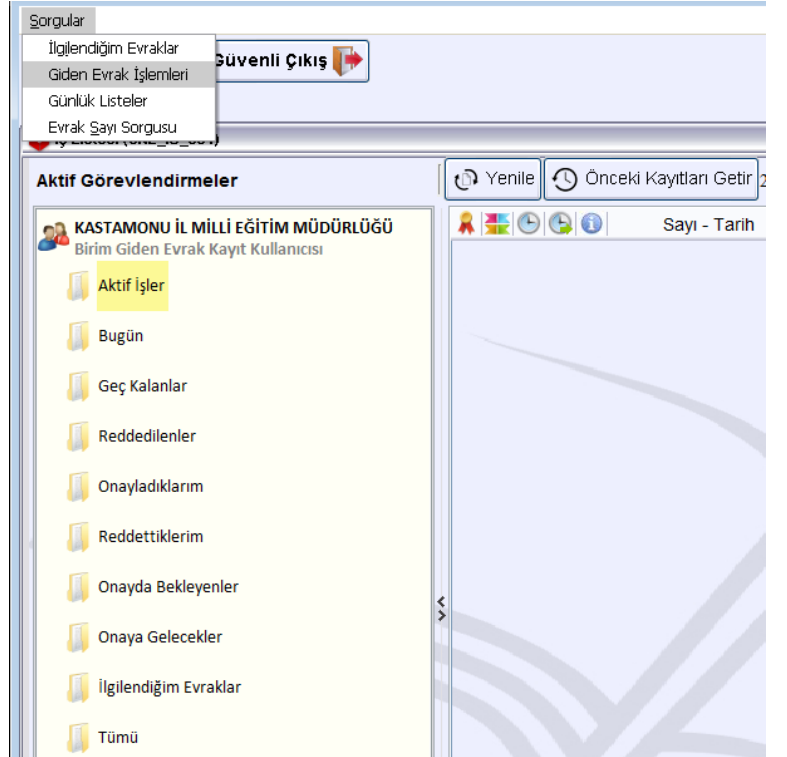 Sorgular
İlgilendiğim Evraklar
Giden Evrak İşlemleri
Günlük Listeler
Evrak Sayı Sorgusu
Güvenli Çıkış
Aktif Görevlendirmeler
Yenile
Önceki Kayıtları Getir
KASTAMONU İL MİLLİ EĞİTİM MÜDÜRLÜĞÜ
Birim Giden Evrak Kayıt Kullanıcısı
Sayı - Tarih
Aktif İşler
Bugün
Geç Kalanlar
Reddedilenler
Onayladıklarım
Reddettiklerim
Onayda Bekleyenler
Onaya Gelecekler
İlgilendiğim Evraklar
Tümü